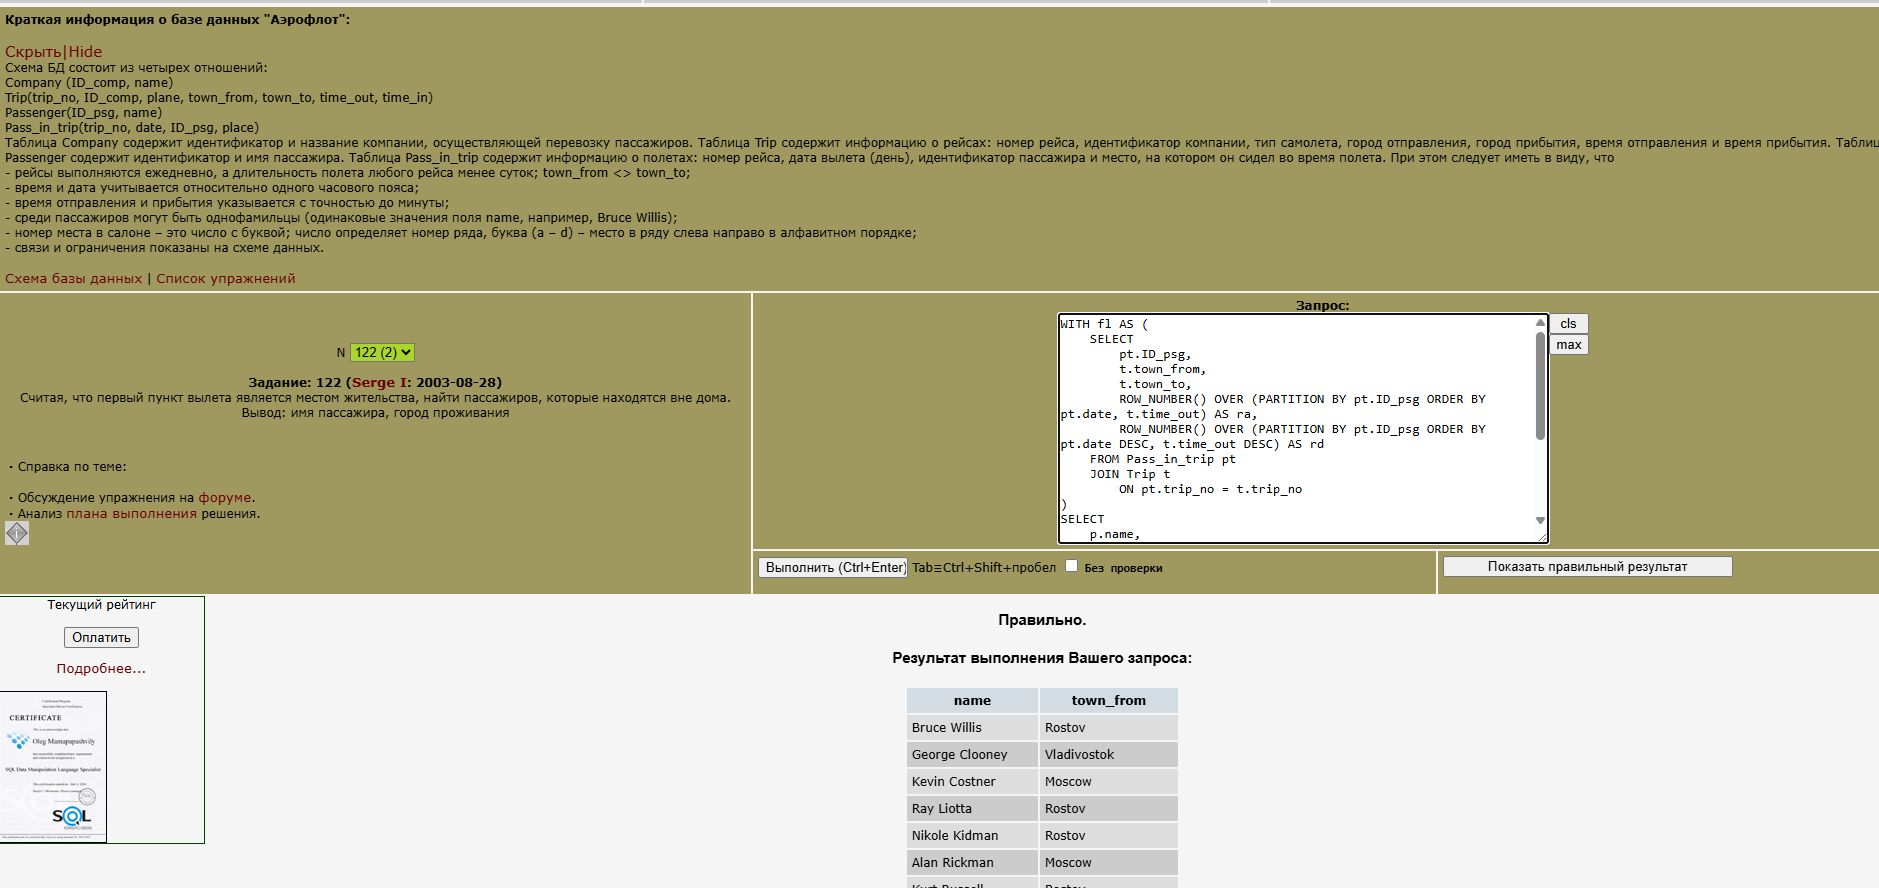 Краткая информация о базе данных "Аэрофлот":
Скрыть|Hide
Схема БД состоит из четырех отношений:
Company (ID_comp, name)
Trip(trip_no, ID_comp, plane, town_from, town_to, time_out, time_in)
Passenger(ID_psg, name)
Pass_in_trip(trip_no, date, ID_psg, place)
Таблица Company содержит идентификатор и название компании, осуществляющей перевозку пассажиров. Таблица Trip содержит информацию о рейсах: номер рейса, идентификатор компании, тип самолета, город отправления, город прибытия, время отправления и время прибытия. Таблиц
Passenger содержит идентификатор и имя пассажира. Таблица Pass_in_trip содержит информацию о полетах: номер рейса, дата вылета (день), идентификатор пассажира и место, на котором он сидел во время полета. При этом следует иметь в виду, что
- рейсы выполняются ежедневно, а длительность полета любого рейса менее суток; town_from <> town_to;
- время и дата учитывается относительно одного часового пояса;
- время отправления и прибытия указывается с точностью до минуты;
- среди пассажиров могут быть однофамильцы (одинаковые значения поля name, например, Bruce Willis);
- номер места в салоне – это число с буквой; число определяет номер ряда, буква (a – d) – место в ряду слева направо в алфавитном порядке;
- связи и ограничения показаны на схеме данных.
Схема базы данных | Список упражнений
N 122 (2)
Задание: 122 (Serge I: 2003-08-28)
Считая, что первый пункт вылета является местом жительства, найти пассажиров, которые находятся вне дома.
Вывод: имя пассажира, город проживания
· Справка по теме:
· Обсуждение упражнения на форуме.
· Анализ плана выполнения решения.
Запрос:
WITH fl AS (
SELECT
pt.ID_psg,
t.town_from,
t.town_to,
ROW_NUMBER() OVER (PARTITION BY pt.ID_psg ORDER BY
pt.date, t.time_out) AS ra,
ROW_NUMBER() OVER (PARTITION BY pt.ID_psg ORDER BY
pt.date DESC, t.time_out DESC) AS rd
FROM Pass_in_trip pt
JOIN Trip t
ON pt.trip_no = t.trip_no
)
SELECT
p.name,
cls
max
Выполнить (Ctrl+Enter) Tab≡Ctrl+Shift+пробел Без проверки
Показать правильный результат
Текущий рейтинг
Оплатить
Подробнее...
CERTIFICATE
Oleg Mamapapashvily
SQL Data Manipulation Language Specialist
SQL
Правильно.
Результат выполнения Вашего запроса:
name town_from
Bruce Willis Rostov
George Clooney Vladivostok
Kevin Costner Moscow
Ray Liotta Rostov
Nikole Kidman Rostov
Alan Rickman Moscow
Kurt Russell Rostov